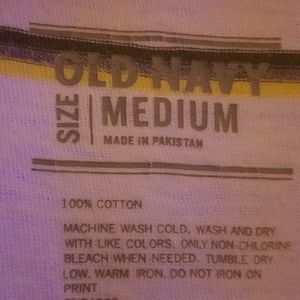 OLD NAVY
SIZE
MEDIUM
MADE IN PAKISTAN
100% COTTON
MACHINE WASH COLD, WASH AND DRY
WITH LIKE COLORS. ONLY NON-CHLORINE
BLEACH WHEN NEEDED. TUMBLE DRY
LOW. WARM IRON. DO NOT IRON ON
PRINT